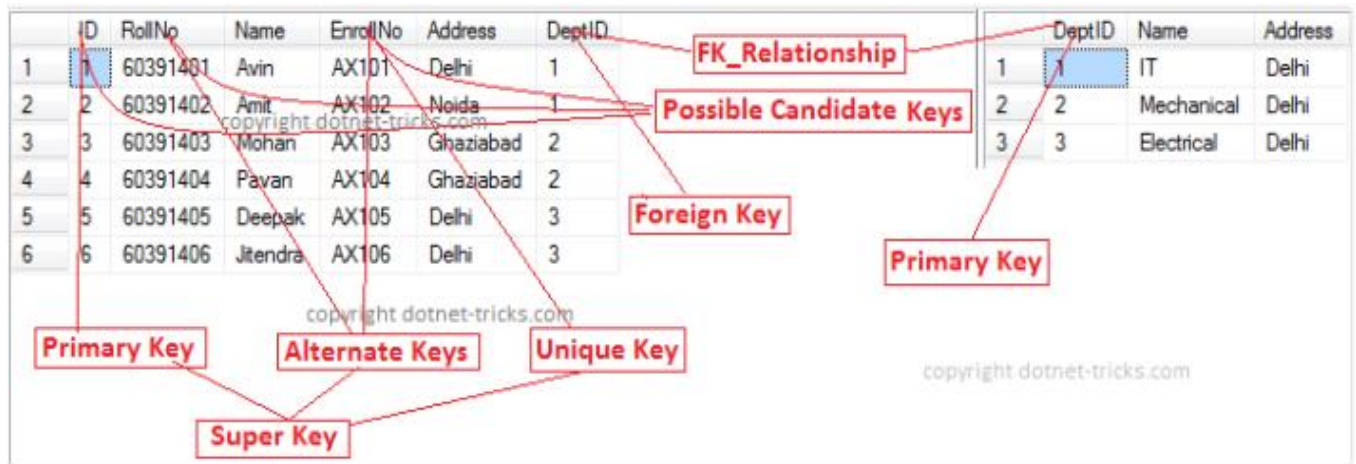 ID RollNo Name EnrollNo Address DeptID
1 1 60391401 Avin AX101 Delhi 1
2 2 60391402 Amit AX102 Noida 1
3 3 60391403 Mohan AX103 Ghaziabad 2
4 4 60391404 Pavan AX104 Ghaziabad 2
5 5 60391405 Deepak AX105 Delhi 3
6 6 60391406 Jitendra AX106 Delhi 3
copyright dotnet-tricks.com
FK_Relationship
Possible Candidate Keys
Foreign Key
DeptID Name Address
1 1 IT Delhi
2 2 Mechanical Delhi
3 3 Electrical Delhi
Primary Key
copyright dotnet-tricks.com
Primary Key
Alternate Keys
Unique Key
copyright dotnet-tricks.com
Super Key